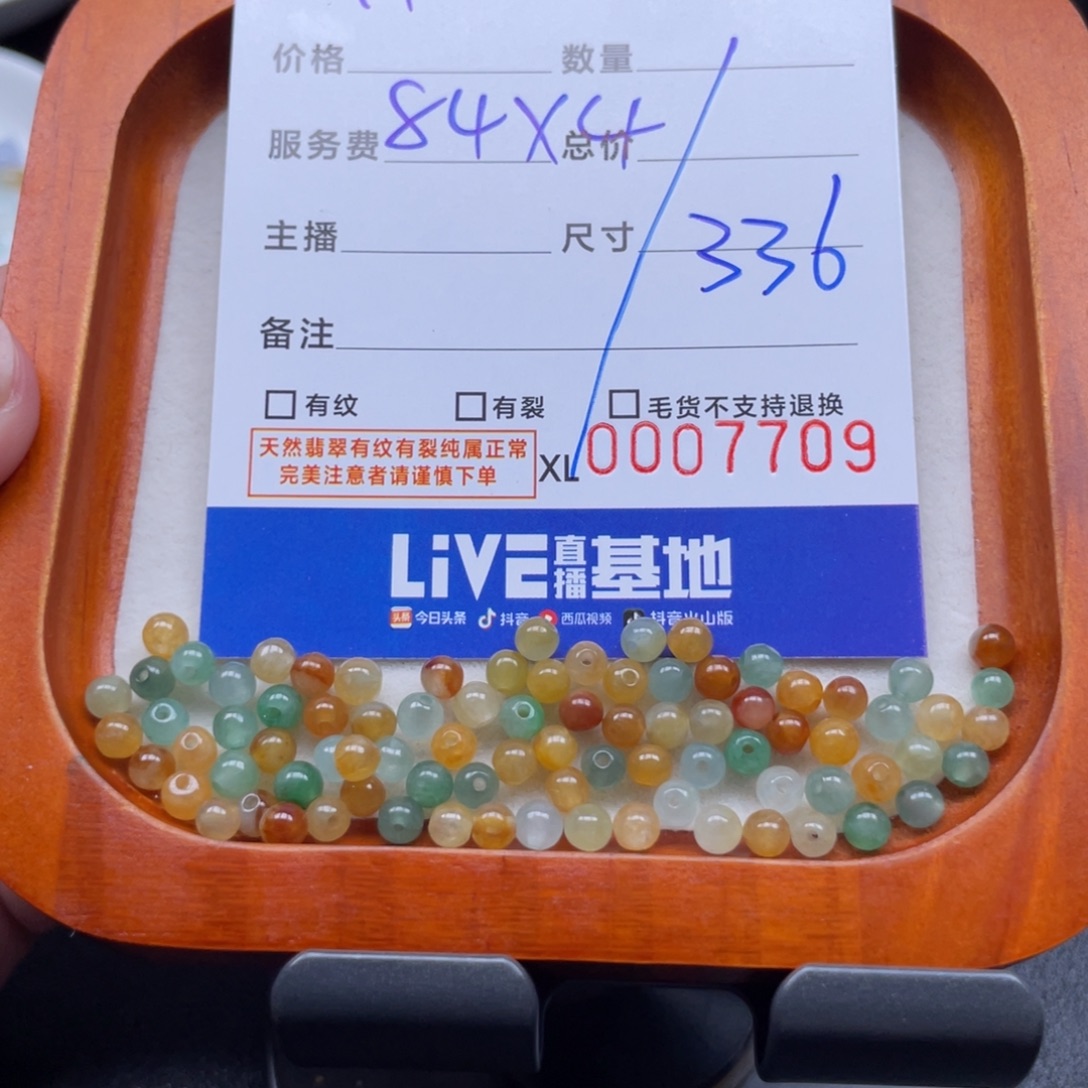 价格 数量
84X4
服务费 总价
主播 尺寸
336
备注
有纹 有裂 毛货不支持退换
天然翡翠有纹有裂纯属正常
完美注意者请谨慎下单
XL 0007709
LiVE直播基地
头条 今日头条 抖音 西瓜视频 抖音火山版